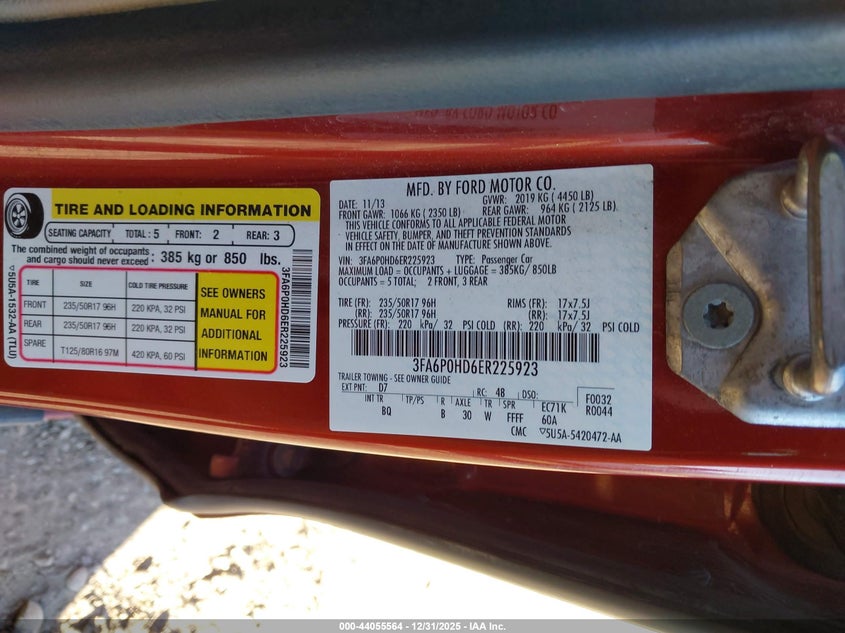 TIRE AND LOADING INFORMATION
SEATING CAPACITY TOTAL: 5 FRONT: 2 REAR: 3
The combined weight of occupants
and cargo should never exceed: 385 kg or 850 lbs.
TIRE SIZE COLD TIRE PRESSURE
FRONT 235/50R17 96H 220 KPA, 32 PSI
REAR 235/50R17 96H 220 KPA, 32 PSI
SPARE T125/80R16 97M 420 KPA, 60 PSI
SEE OWNERS
MANUAL FOR
ADDITIONAL
INFORMATION
5U5A-1532-AA (TLU)
3FA6P0HD6ER225923
MFD. BY FORD MOTOR CO.
DATE: 11/13 GVWR: 2019 KG ( 4450 LB)
FRONT GAWR: 1066 KG ( 2350 LB) REAR GAWR: 964 KG ( 2125 LB)
THIS VEHICLE CONFORMS TO ALL APPLICABLE FEDERAL MOTOR
VEHICLE SAFETY, BUMPER, AND THEFT PREVENTION STANDARDS
IN EFFECT ON THE DATE OF MANUFACTURE SHOWN ABOVE.
VIN: 3FA6P0HD6ER225923 TYPE: Passenger Car
MAXIMUM LOAD = OCCUPANTS + LUGGAGE = 385KG/ 850LB
OCCUPANTS = 5 TOTAL: 2 FRONT, 3 REAR
TIRE (FR): 235/50R17 96H RIMS (FR): 17x7.5J
(RR): 235/50R17 96H (RR): 17x7.5J
PRESSURE (FR): 220 kPa/ 32 PSI COLD (RR): 220 kPa/ 32 PSI COLD
3FA6P0HD6ER225923
TRAILER TOWING - SEE OWNER GUIDE
EXT PNT: D7 RC: 48 DSO: F0032
INT TR TP/PS R AXLE TR SPR EC71K R0044
BQ B 30 W FFFF 60A
CMC 5U5A-5420472-AA
000-44055564 - 12/31/2025 - IAA Inc.